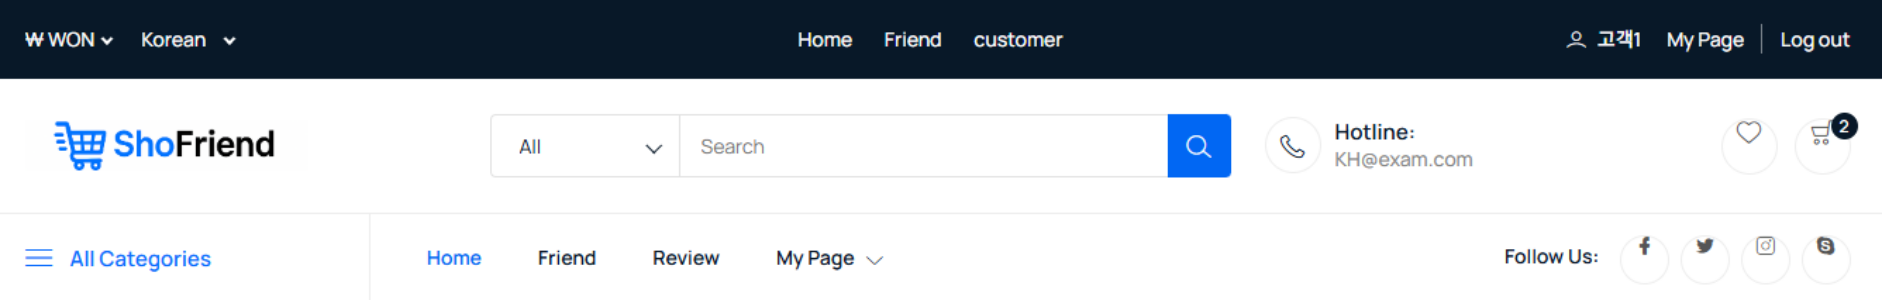 ₩ WON Korean Home Friend customer 고객1 My Page Log out
ShoFriend All Search Hotline: 2
KH@exam.com
All Categories Home Friend Review My Page Follow Us: